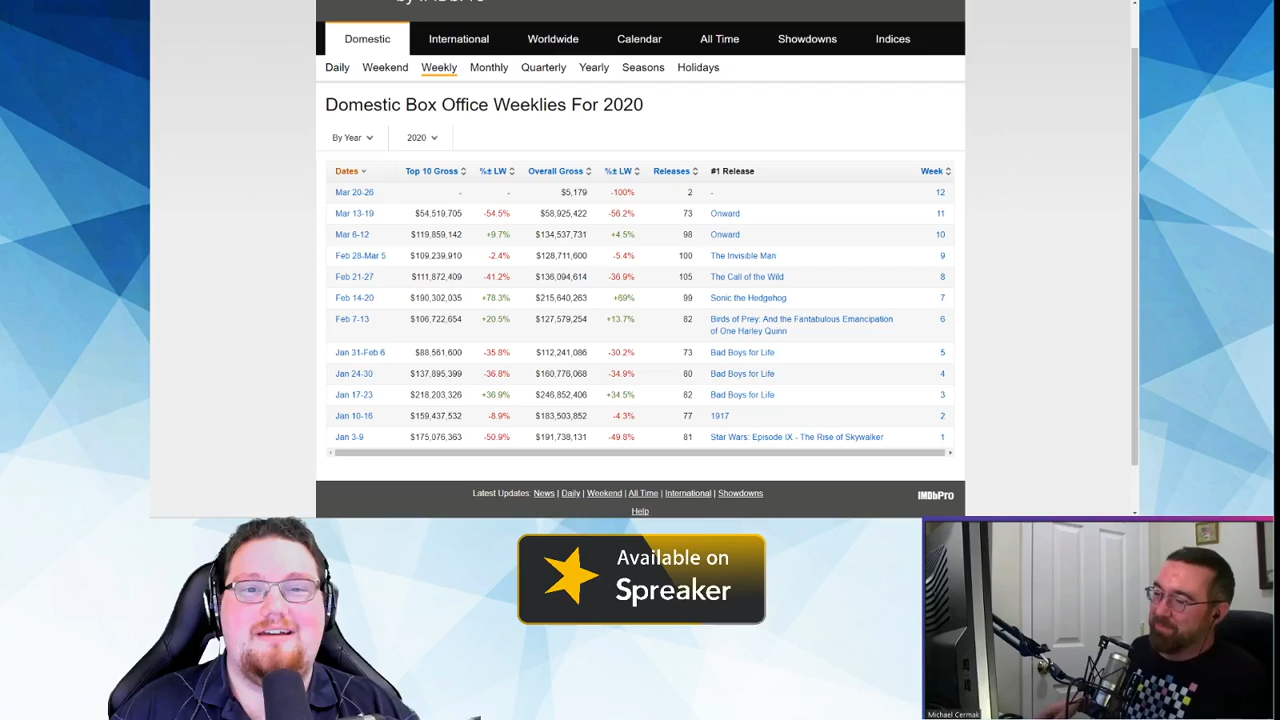 Domestic International Worldwide Calendar All Time Showdowns Indices
Daily Weekend Weekly Monthly Quarterly Yearly Seasons Holidays
Domestic Box Office Weeklies For 2020
By Year 2020
Dates Top 10 Gross %± LW Overall Gross %± LW Releases #1 Release Week
Mar 20-26 - - $5,179 -100% 2 - 12
Mar 13-19 $54,519,705 -54.5% $58,925,422 -56.2% 73 Onward 11
Mar 6-12 $119,859,142 +9.7% $134,537,731 +4.5% 98 Onward 10
Feb 28-Mar 5 $109,239,910 -2.4% $128,711,600 -5.4% 100 The Invisible Man 9
Feb 21-27 $111,872,409 -41.2% $136,094,614 -36.9% 105 The Call of the Wild 8
Feb 14-20 $190,302,035 +78.3% $215,640,263 +69% 99 Sonic the Hedgehog 7
Feb 7-13 $106,722,654 +20.5% $127,579,254 +13.7% 82 Birds of Prey: And the Fantabulous Emancipation 6
of One Harley Quinn
Jan 31-Feb 6 $88,561,600 -35.8% $112,241,086 -30.2% 73 Bad Boys for Life 5
Jan 24-30 $137,895,399 -36.8% $160,776,068 -34.9% 80 Bad Boys for Life 4
Jan 17-23 $218,203,326 +36.9% $246,852,406 +34.5% 82 Bad Boys for Life 3
Jan 10-16 $159,437,532 -8.9% $183,503,852 -4.3% 77 1917 2
Jan 3-9 $175,076,363 -50.9% $191,738,131 -49.8% 81 Star Wars: Episode IX - The Rise of Skywalker 1
Latest Updates: News | Daily | Weekend | All Time | International | Showdowns
IMDbPro
Help
Available on
Spreaker
Michael Cermak